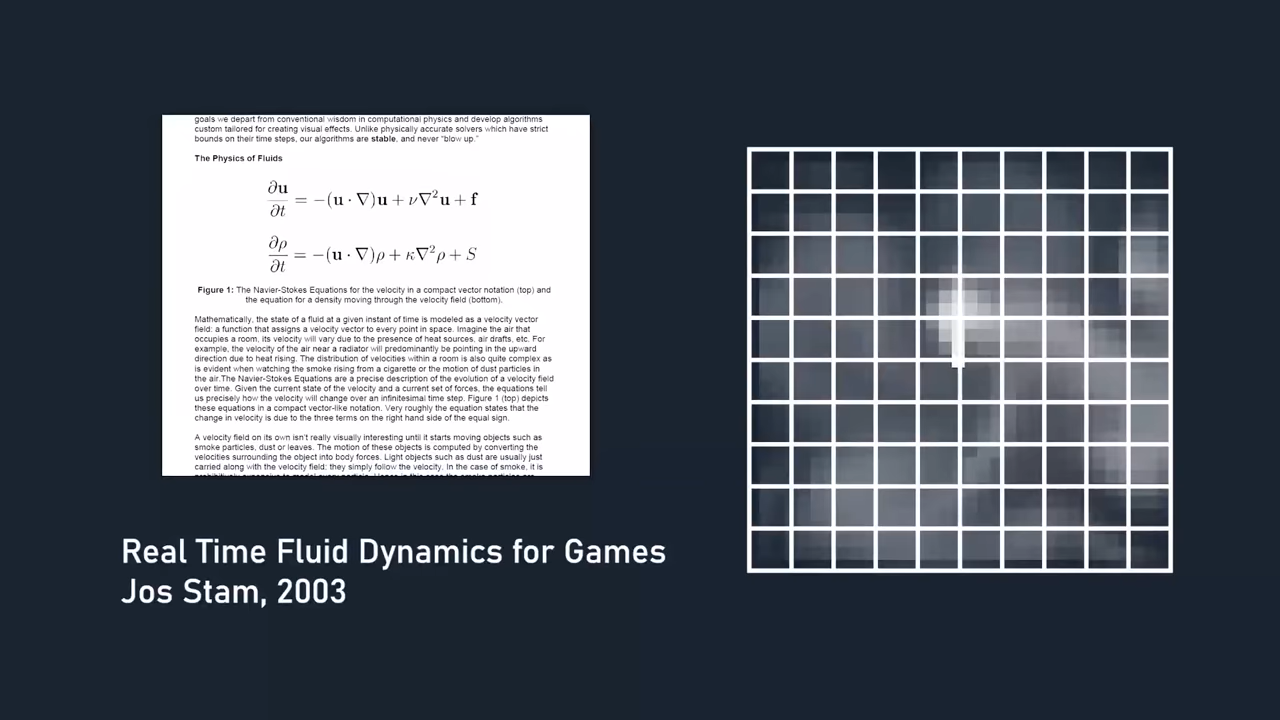 goals we depart from conventional wisdom in computational physics and develop algorithms
custom tailored for creating visual effects. Unlike physically accurate solvers which have strict
bounds on their time steps, our algorithms are stable, and never "blow up."
The Physics of Fluids
∂u/∂t = −(u · ∇)u + ν∇²u + f
∂ρ/∂t = −(u · ∇)ρ + κ∇²ρ + S
Figure 1: The Navier-Stokes Equations for the velocity in a compact vector notation (top) and
the equation for a density moving through the velocity field (bottom).
Mathematically, the state of a fluid at a given instant of time is modeled as a velocity vector
field: a function that assigns a velocity vector to every point in space. Imagine the air that
occupies a room, its velocity will vary due to the presence of heat sources, air drafts, etc. For
example, the velocity of the air near a radiator will predominantly be pointing in the upward
direction due to heat rising. The distribution of velocities within a room is also quite complex as
is evident when watching the smoke rising from a cigarette or the motion of dust particles in
the air.The Navier-Stokes Equations are a precise description of the evolution of a velocity field
over time. Given the current state of the velocity and a current set of forces, the equations tell
us precisely how the velocity will change over an infinitesimal time step. Figure 1 (top) depicts
these equations in a compact vector-like notation. Very roughly the equation states that the
change in velocity is due to the three terms on the right hand side of the equal sign.
A velocity field on its own isn't really visually interesting until it starts moving objects such as
smoke particles, dust or leaves. The motion of these objects is computed by converting the
velocities surrounding the object into body forces. Light objects such as dust are usually just
carried along with the velocity field: they simply follow the velocity. In the case of smoke, it is
Real Time Fluid Dynamics for Games
Jos Stam, 2003